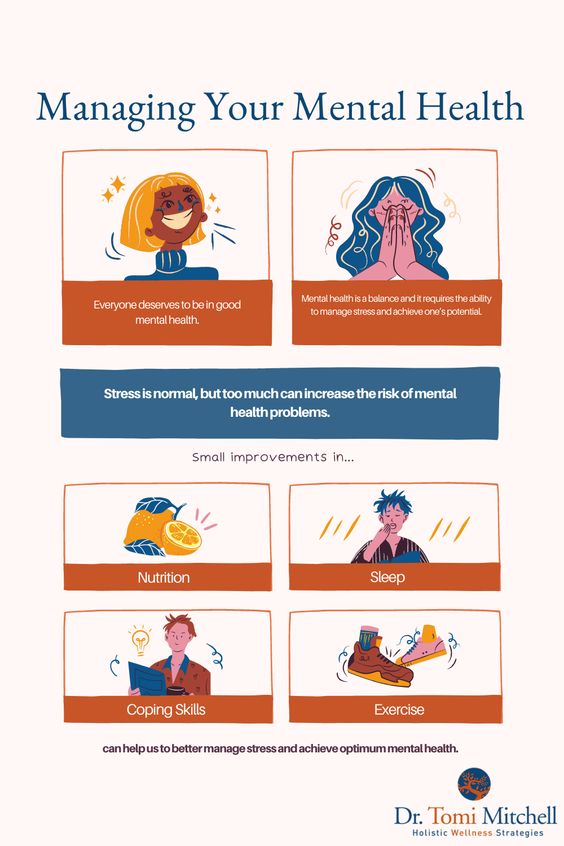 Managing Your Mental Health
Everyone deserves to be in good
mental health.
Mental health is a balance and it requires the ability
to manage stress and achieve one's potential.
Stress is normal, but too much can increase the risk of mental
health problems.
Small improvements in...
Nutrition
Sleep
Coping Skills
Exercise
can help us to better manage stress and achieve optimum mental health.
Dr. Tomi Mitchell
Holistic Wellness Strategies